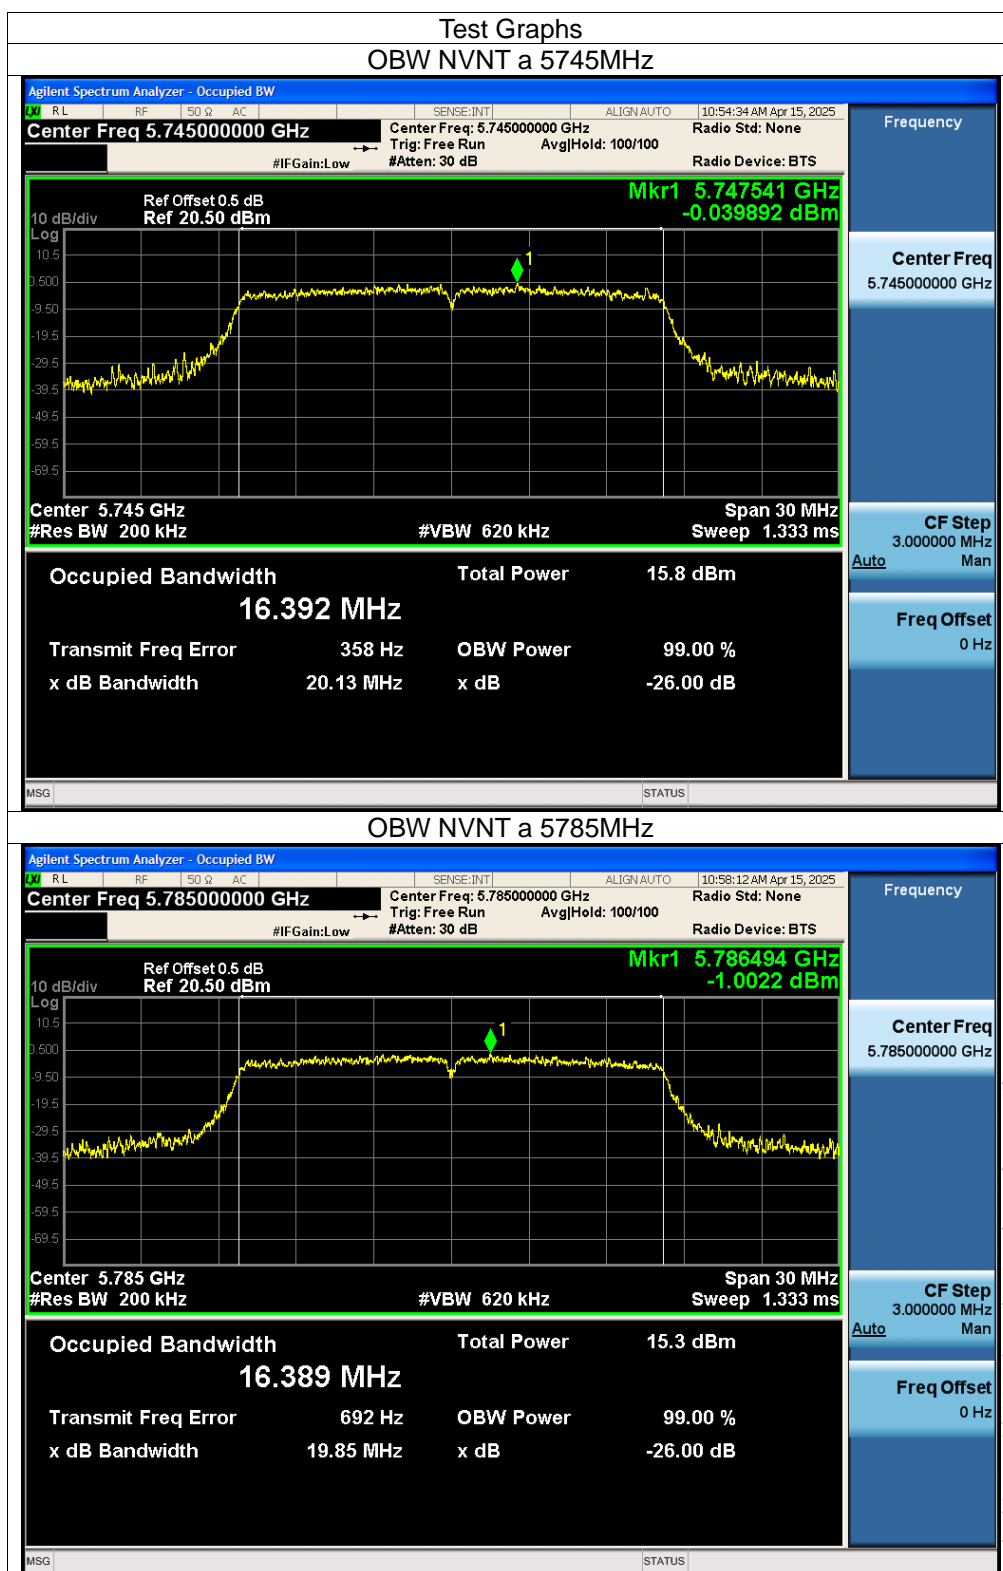 Test Graphs
OBW NVNT a 5745MHz
Agilent Spectrum Analyzer - Occupied BW
LXI RL RF 50 Ω AC SENSE:INT ALIGN AUTO 10:54:34 AM Apr 15, 2025
Center Freq 5.745000000 GHz
Center Freq: 5.745000000 GHz Radio Std: None
Trig: Free Run Avg|Hold: 100/100
#IFGain:Low #Atten: 30 dB Radio Device: BTS
Frequency
Mkr1 5.747541 GHz
-0.039892 dBm
Ref Offset 0.5 dB
10 dB/div Ref 20.50 dBm
Log
10.5
0.500
-9.50
-19.5
-29.5
-39.5
-49.5
-59.5
-69.5
1
Center 5.745 GHz Span 30 MHz
#Res BW 200 kHz #VBW 620 kHz Sweep 1.333 ms
Center Freq
5.745000000 GHz
CF Step
3.000000 MHz
Auto Man
Freq Offset
0 Hz
Occupied Bandwidth Total Power 15.8 dBm
16.392 MHz
Transmit Freq Error 358 Hz OBW Power 99.00 %
x dB Bandwidth 20.13 MHz x dB -26.00 dB
MSG STATUS
OBW NVNT a 5785MHz
Agilent Spectrum Analyzer - Occupied BW
LXI RL RF 50 Ω AC SENSE:INT ALIGN AUTO 10:58:12 AM Apr 15, 2025
Center Freq 5.785000000 GHz
Center Freq: 5.785000000 GHz Radio Std: None
Trig: Free Run Avg|Hold: 100/100
#IFGain:Low #Atten: 30 dB Radio Device: BTS
Frequency
Mkr1 5.786494 GHz
-1.0022 dBm
Ref Offset 0.5 dB
10 dB/div Ref 20.50 dBm
Log
10.5
0.500
-9.50
-19.5
-29.5
-39.5
-49.5
-59.5
-69.5
1
Center 5.785 GHz Span 30 MHz
#Res BW 200 kHz #VBW 620 kHz Sweep 1.333 ms
Center Freq
5.785000000 GHz
CF Step
3.000000 MHz
Auto Man
Freq Offset
0 Hz
Occupied Bandwidth Total Power 15.3 dBm
16.389 MHz
Transmit Freq Error 692 Hz OBW Power 99.00 %
x dB Bandwidth 19.85 MHz x dB -26.00 dB
MSG STATUS